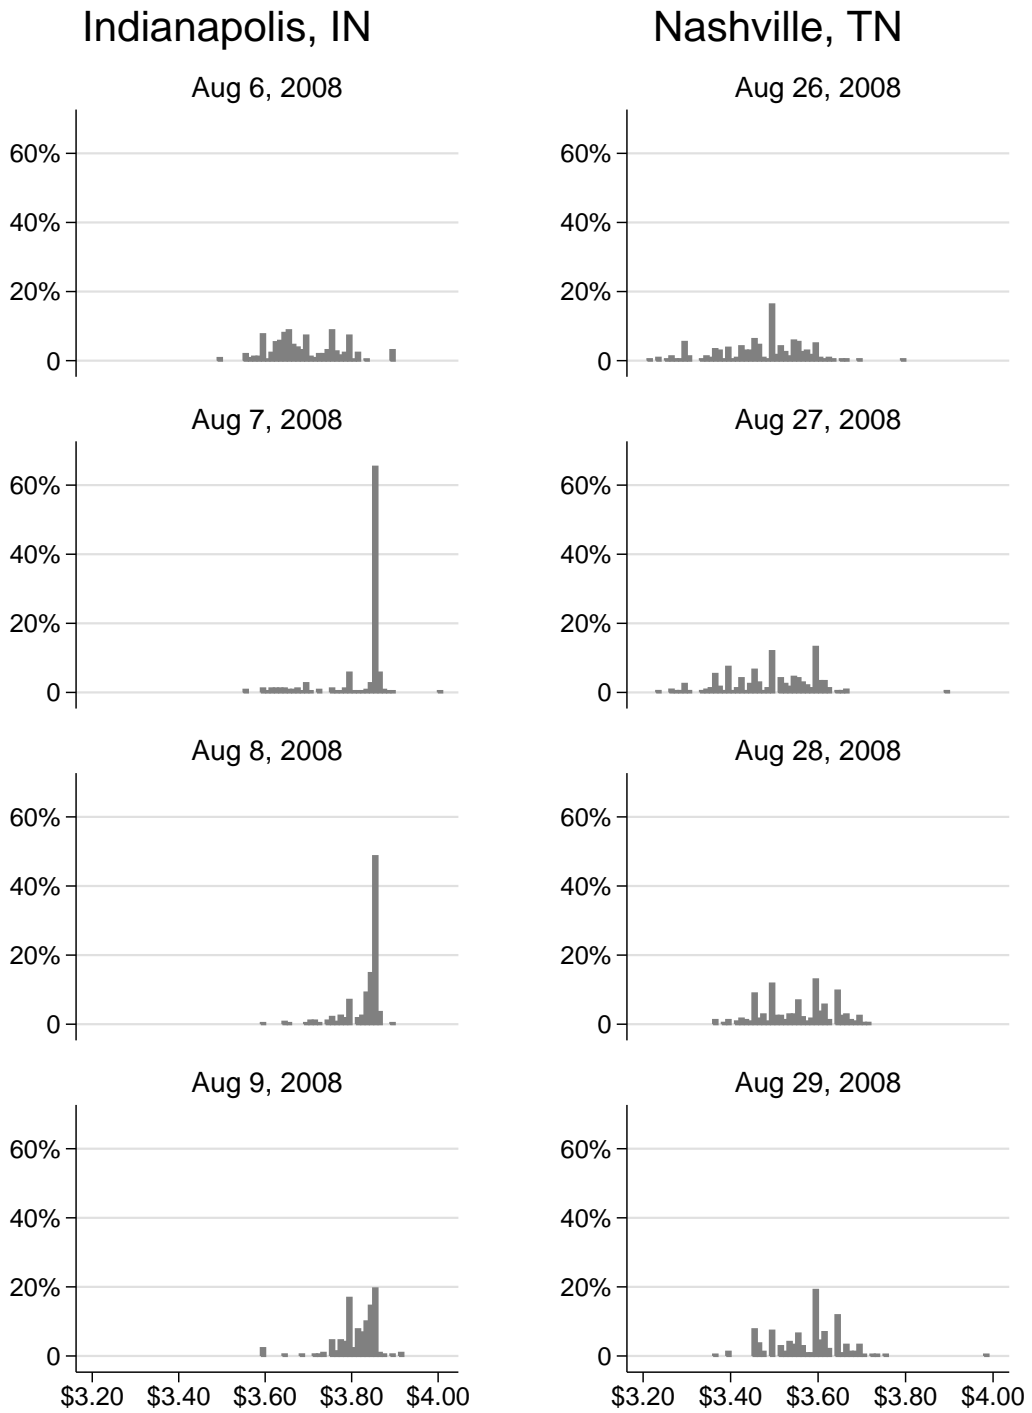 Indianapolis, IN
Nashville, TN
Aug 6, 2008
Aug 26, 2008
60%
40%
20%
0
60%
40%
20%
0
Aug 7, 2008
Aug 27, 2008
60%
40%
20%
0
60%
40%
20%
0
Aug 8, 2008
Aug 28, 2008
60%
40%
20%
0
60%
40%
20%
0
Aug 9, 2008
Aug 29, 2008
60%
40%
20%
0
60%
40%
20%
0
$3.20 $3.40 $3.60 $3.80 $4.00
$3.20 $3.40 $3.60 $3.80 $4.00